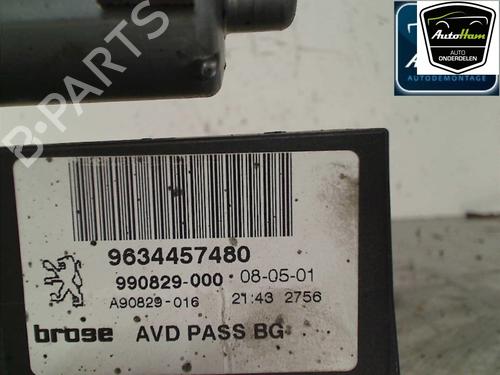 AutoHam
AUTO
ONDERDELEN
AUTODEMONTAGE
B-PARTS
9634457480
990829-000 08-05-01
A90829-016 21:43 2756
brose AVD PASS BG